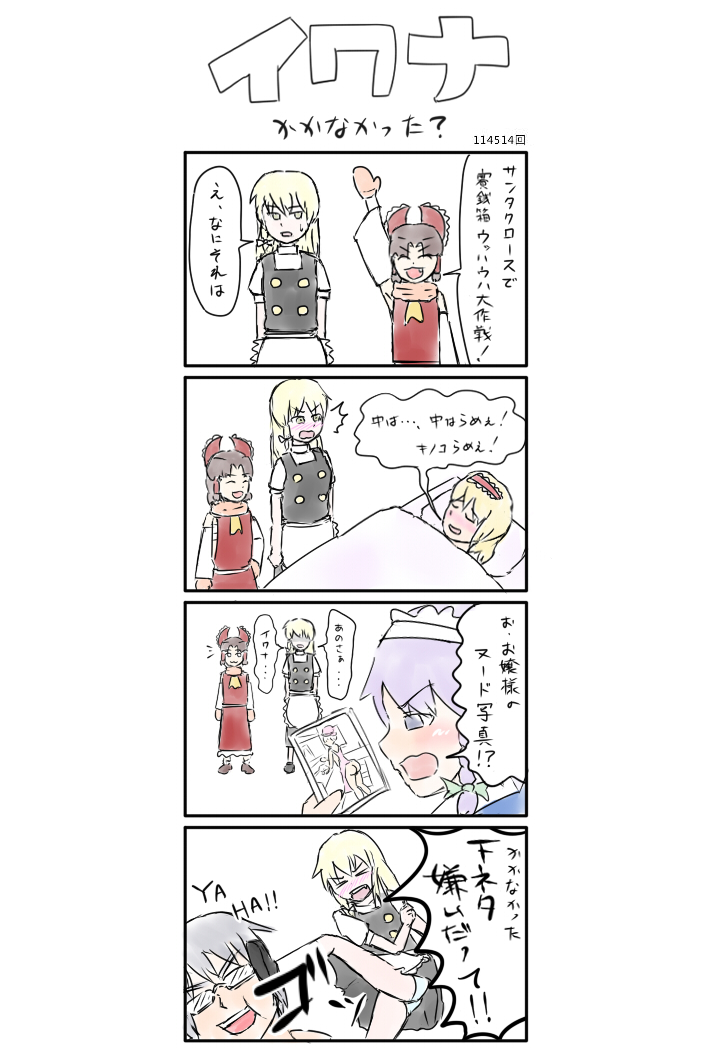 イワナ
かかなかった?
114514回
サンタクロースで
賽銭箱ウッハウハ大作戦!
え、なにそれは
中は…、中はらめぇ!
キノコらめぇ!
お・お嬢様の
ヌード写真!?
あのさぁ...
イワナ...
かかなかった
下ネタ
嫌いだって!!
YA
HA!!
ゴッ